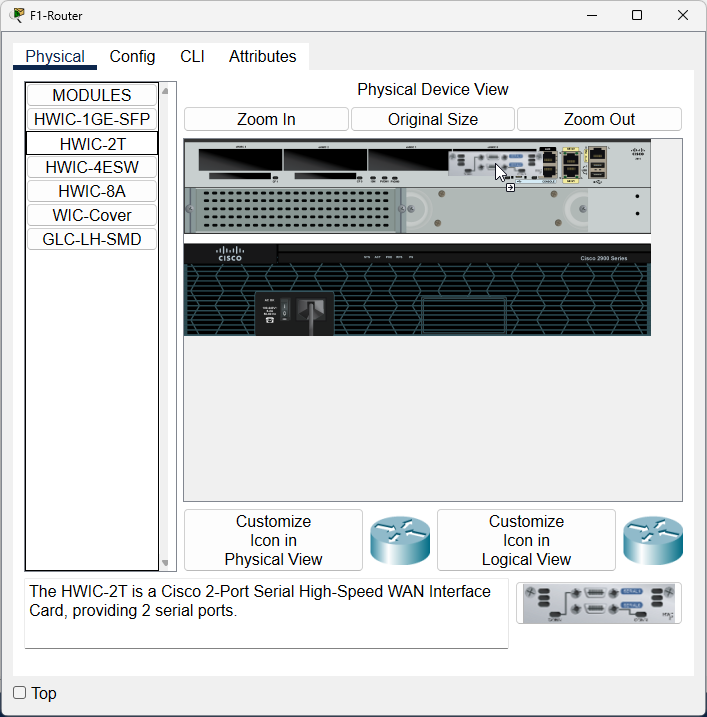 F1-Router
Physical Config CLI Attributes
MODULES
HWIC-1GE-SFP
HWIC-2T
HWIC-4ESW
HWIC-8A
WIC-Cover
GLC-LH-SMD
Physical Device View
Zoom In
Original Size
Zoom Out
CISCO
Cisco 2900 Series
Customize
Icon in
Physical View
Customize
Icon in
Logical View
The HWIC-2T is a Cisco 2-Port Serial High-Speed WAN Interface
Card, providing 2 serial ports.
Top